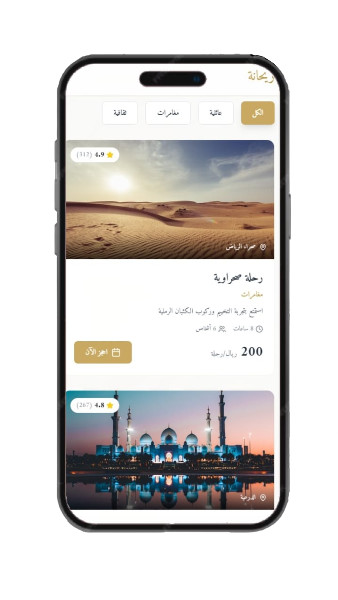 ريحانة
الكل
عائلية
مغامرات
ثقافية
4.9 (312)
صحراء الرياض
رحلة صحراوية
مغامرات
استمتع بتجربة التخييم وركوب الكثبان الرملية
8 ساعات
6 أشخاص
200 ريال/رحلة
احجز الآن
4.8 (267)
الدرعية